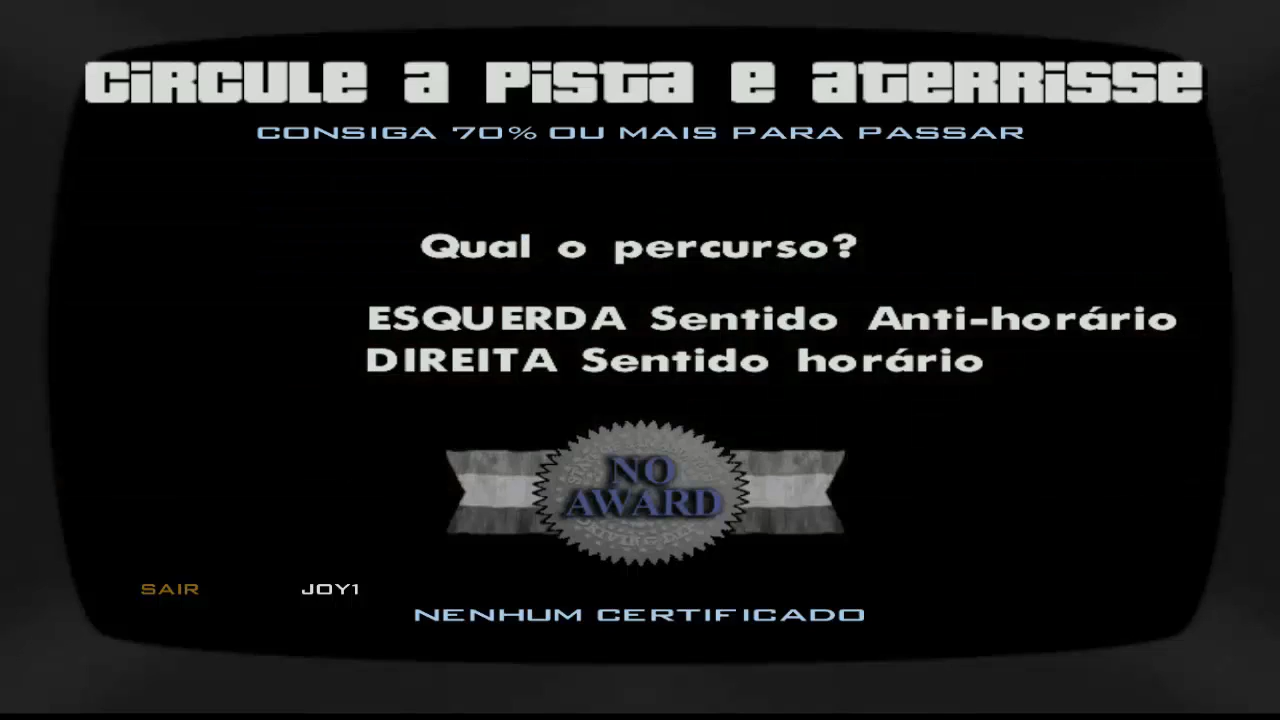 CiRCULe a PiSta e ateRRiSSe
CONSIGA 70% OU MAIS PARA PASSAR
Qual o percurso?
ESQUERDA Sentido Anti-horário
DIREITA Sentido horário
NO
AWARD
SAIR JOY1
NENHUM CERTIFICADO